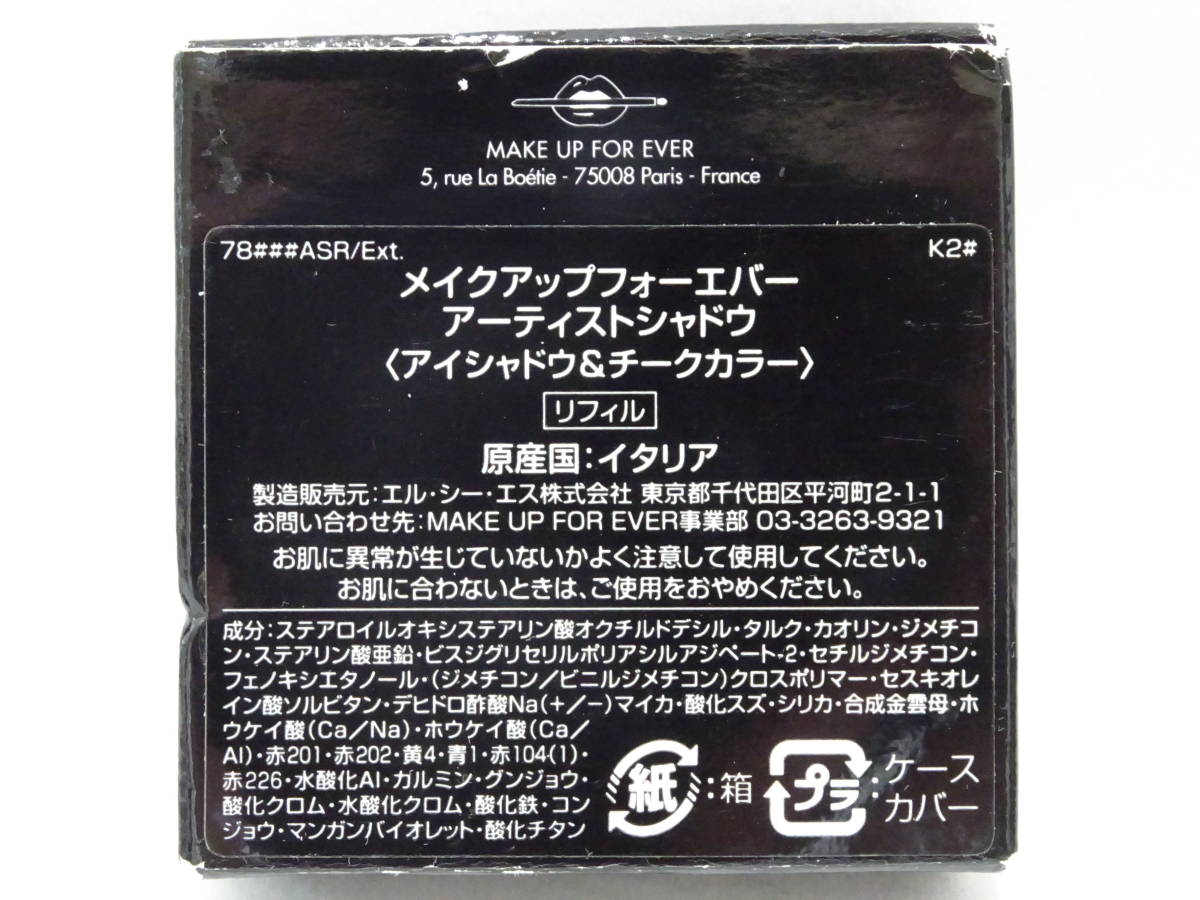 MAKE UP FOR EVER
5, rue La Boétie - 75008 Paris - France
78###ASR/Ext.
K2#
メイクアップフォーエバー
アーティストシャドウ
〈アイシャドウ&チークカラー〉
リフィル
原産国:イタリア
製造販売元:エル・シー・エス株式会社 東京都千代田区平河町2-1-1
お問い合わせ先:MAKE UP FOR EVER事業部 03-3263-9321
お肌に異常が生じていないかよく注意して使用してください。
お肌に合わないときは、ご使用をおやめください。
成分:ステアロイルオキシステアリン酸オクチルドデシル・タルク・カオリン・ジメチコ
ン・ステアリン酸亜鉛・ビスジグリセリルポリアシルアジペート-2・セチルジメチコン・
フェノキシエタノール・(ジメチコン/ビニルジメチコン)クロスポリマー・セスキオレ
イン酸ソルビタン・デヒドロ酢酸Na(+/-)マイカ・酸化スズ・シリカ・合成金雲母・ホ
ウケイ酸(Ca/Na)・ホウケイ酸(Ca/
Al)・赤201・赤202・黄4・青1・赤104(1)・
赤226・水酸化Al・ガルミン・グンジョウ・
酸化クロム・水酸化クロム・酸化鉄・コン
ジョウ・マンガンバイオレット・酸化チタン
紙:箱
プラ:ケース
カバー